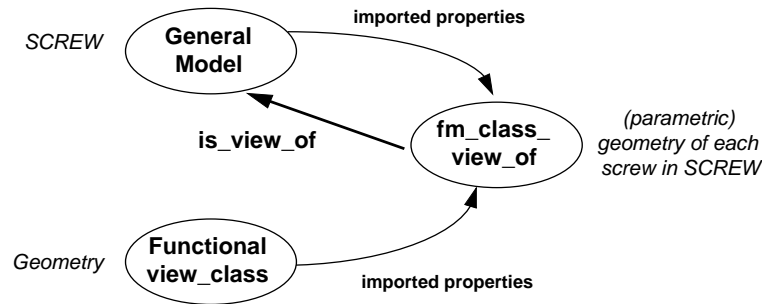 imported properties
SCREW
General
Model
is_view_of
fm_class_
view_of
(parametric)
geometry of each
screw in SCREW
Geometry
Functional
view_class
imported properties